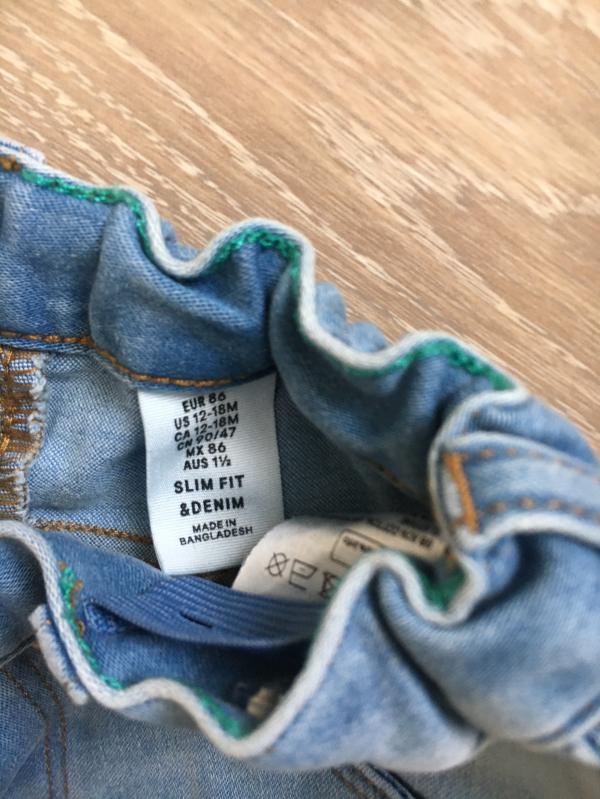 EUR 86
US 12-18M
CA 12-18M
CN 90/47
MX 86
AUS 1½
SLIM FIT
&DENIM
MADE IN
BANGLADESH